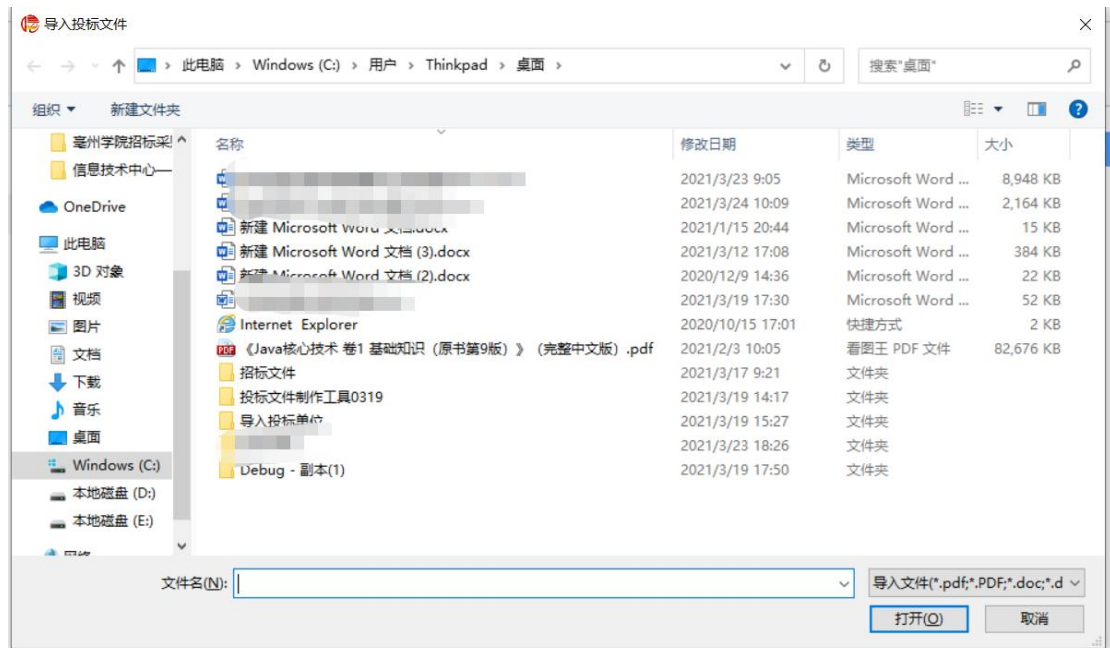 导入投标文件
此电脑 › Windows (C:) › 用户 › Thinkpad › 桌面 ›
搜索"桌面"
组织
新建文件夹
亳州学院招标采
信息技术中心—
OneDrive
此电脑
3D 对象
视频
图片
文档
下载
音乐
桌面
Windows (C:)
本地磁盘 (D:)
本地磁盘 (E:)
网络
名称 修改日期 类型 大小
2021/3/23 9:05 Microsoft Word ... 8,948 KB
2021/3/24 10:09 Microsoft Word ... 2,164 KB
新建 Microsoft Word 文档.docx 2021/1/15 20:44 Microsoft Word ... 15 KB
新建 Microsoft Word 文档 (3).docx 2021/3/12 17:08 Microsoft Word ... 384 KB
新建 Microsoft Word 文档 (2).docx 2020/12/9 14:36 Microsoft Word ... 22 KB
2021/3/19 17:30 Microsoft Word ... 52 KB
Internet Explorer 2020/10/15 17:01 快捷方式 2 KB
《Java核心技术 卷1 基础知识（原书第9版）》（完整中文版）.pdf 2021/2/3 10:05 看图王 PDF 文件 82,676 KB
招标文件 2021/3/17 9:21 文件夹
投标文件制作工具0319 2021/3/19 14:17 文件夹
导入投标单位 2021/3/19 15:27 文件夹
2021/3/23 18:26 文件夹
Debug - 副本(1) 2021/3/19 17:50 文件夹
文件名(N):
导入文件(*.pdf;*.PDF;*.doc;*.d
打开(O)
取消